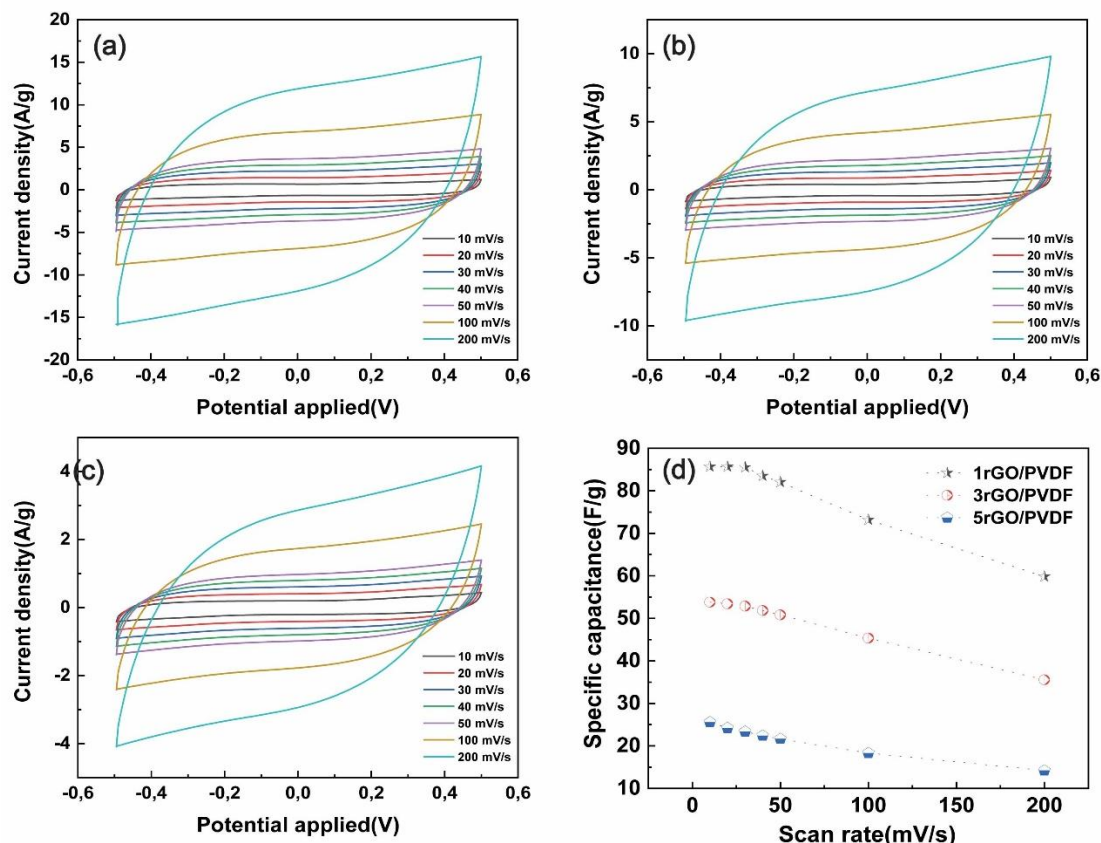 (a)
Current density(A/g)
20
15
10
5
0
-5
-10
-15
-20
10 mV/s
20 mV/s
30 mV/s
40 mV/s
50 mV/s
100 mV/s
200 mV/s
-0,6 -0,4 -0,2 0,0 0,2 0,4 0,6
Potential applied(V)
(b)
Current density(A/g)
10
5
0
-5
-10
10 mV/s
20 mV/s
30 mV/s
40 mV/s
50 mV/s
100 mV/s
200 mV/s
-0,6 -0,4 -0,2 0,0 0,2 0,4 0,6
Potential applied(V)
(c)
Current density(A/g)
4
2
0
-2
-4
10 mV/s
20 mV/s
30 mV/s
40 mV/s
50 mV/s
100 mV/s
200 mV/s
-0,6 -0,4 -0,2 0,0 0,2 0,4 0,6
Potential applied(V)
(d)
Specific capacitance(F/g)
90
80
70
60
50
40
30
20
10
1rGO/PVDF
3rGO/PVDF
5rGO/PVDF
0 50 100 150 200
Scan rate(mV/s)